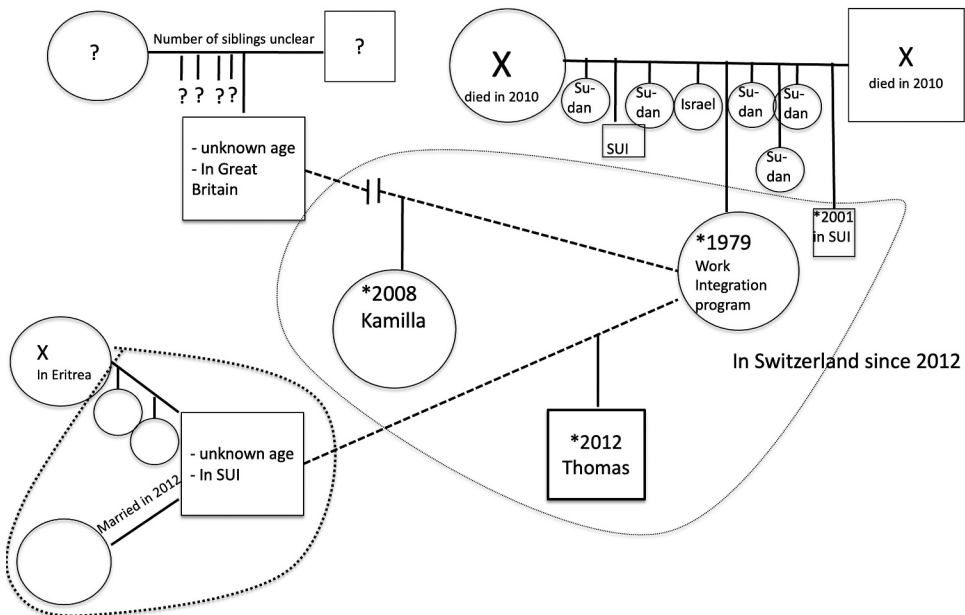 ?
Number of siblings unclear
?
? ? ? ?
- unknown age
- In Great
Britain
X
died in 2010
X
died in 2010
Su-
dan
SUI
Su-
dan
Israel
Su-
dan
Su-
dan
Su-
dan
*2001
in SUI
*1979
Work
Integration
program
*2008
Kamilla
In Switzerland since 2012
X
In Eritrea
*2012
Thomas
- unknown age
- In SUI
Married in 2012